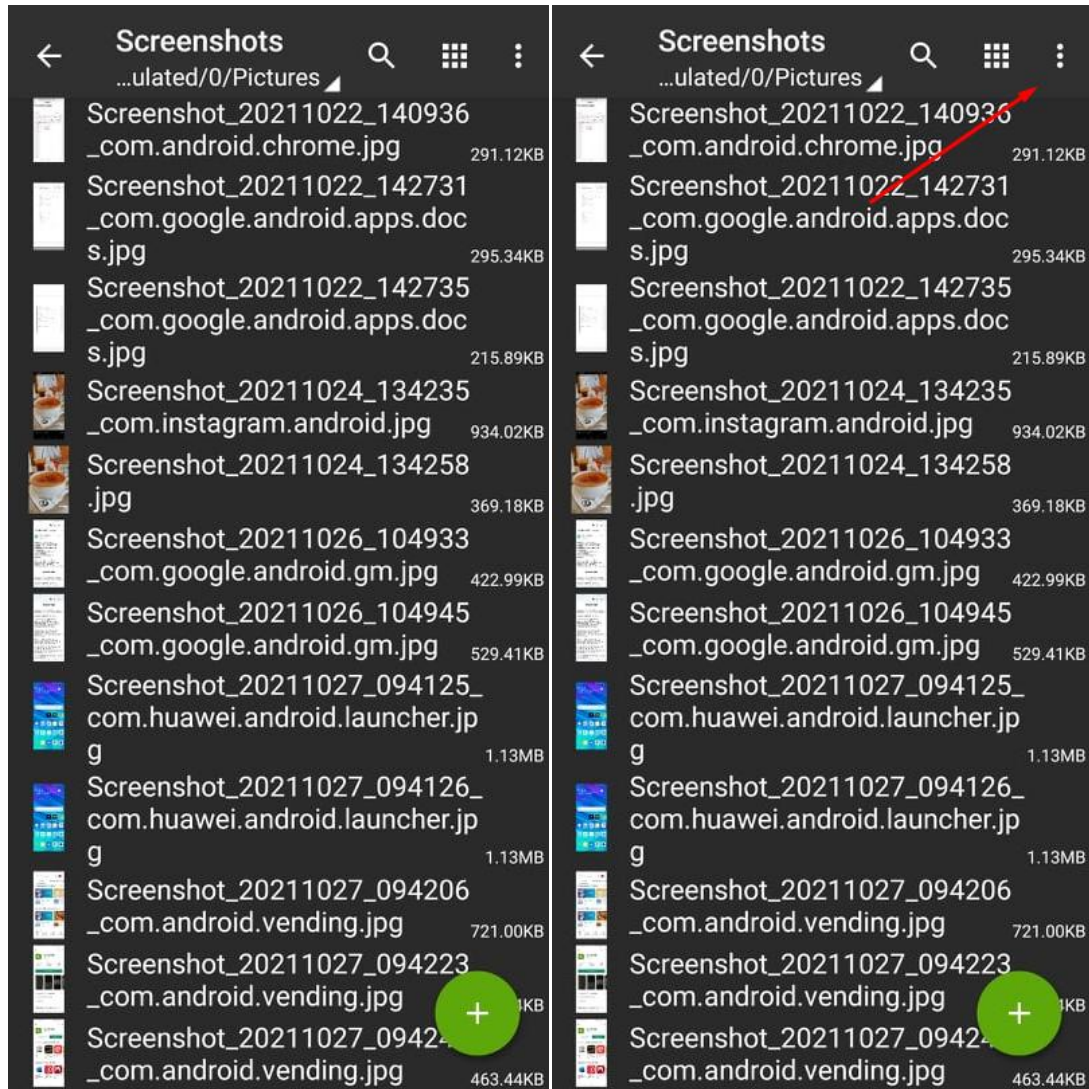 Screenshots
...ulated/0/Pictures
Screenshot_20211022_140936
_com.android.chrome.jpg
291.12KB
Screenshot_20211022_142731
_com.google.android.apps.doc
s.jpg
295.34KB
Screenshot_20211022_142735
_com.google.android.apps.doc
s.jpg
215.89KB
Screenshot_20211024_134235
_com.instagram.android.jpg
934.02KB
Screenshot_20211024_134258
.jpg
369.18KB
Screenshot_20211026_104933
_com.google.android.gm.jpg
422.99KB
Screenshot_20211026_104945
_com.google.android.gm.jpg
529.41KB
Screenshot_20211027_094125_
com.huawei.android.launcher.jp
g
1.13MB
Screenshot_20211027_094126_
com.huawei.android.launcher.jp
g
1.13MB
Screenshot_20211027_094206
_com.android.vending.jpg
721.00KB
Screenshot_20211027_094223
_com.android.vending.jpg
_com.android.vending.jpg
463.44KB
Screenshots
...ulated/0/Pictures
Screenshot_20211022_140936
_com.android.chrome.jpg
291.12KB
Screenshot_20211022_142731
_com.google.android.apps.doc
s.jpg
295.34KB
Screenshot_20211022_142735
_com.google.android.apps.doc
s.jpg
215.89KB
Screenshot_20211024_134235
_com.instagram.android.jpg
934.02KB
Screenshot_20211024_134258
.jpg
369.18KB
Screenshot_20211026_104933
_com.google.android.gm.jpg
422.99KB
Screenshot_20211026_104945
_com.google.android.gm.jpg
529.41KB
Screenshot_20211027_094125_
com.huawei.android.launcher.jp
g
1.13MB
Screenshot_20211027_094126_
com.huawei.android.launcher.jp
g
1.13MB
Screenshot_20211027_094206
_com.android.vending.jpg
721.00KB
Screenshot_20211027_094223
_com.android.vending.jpg
_com.android.vending.jpg
463.44KB